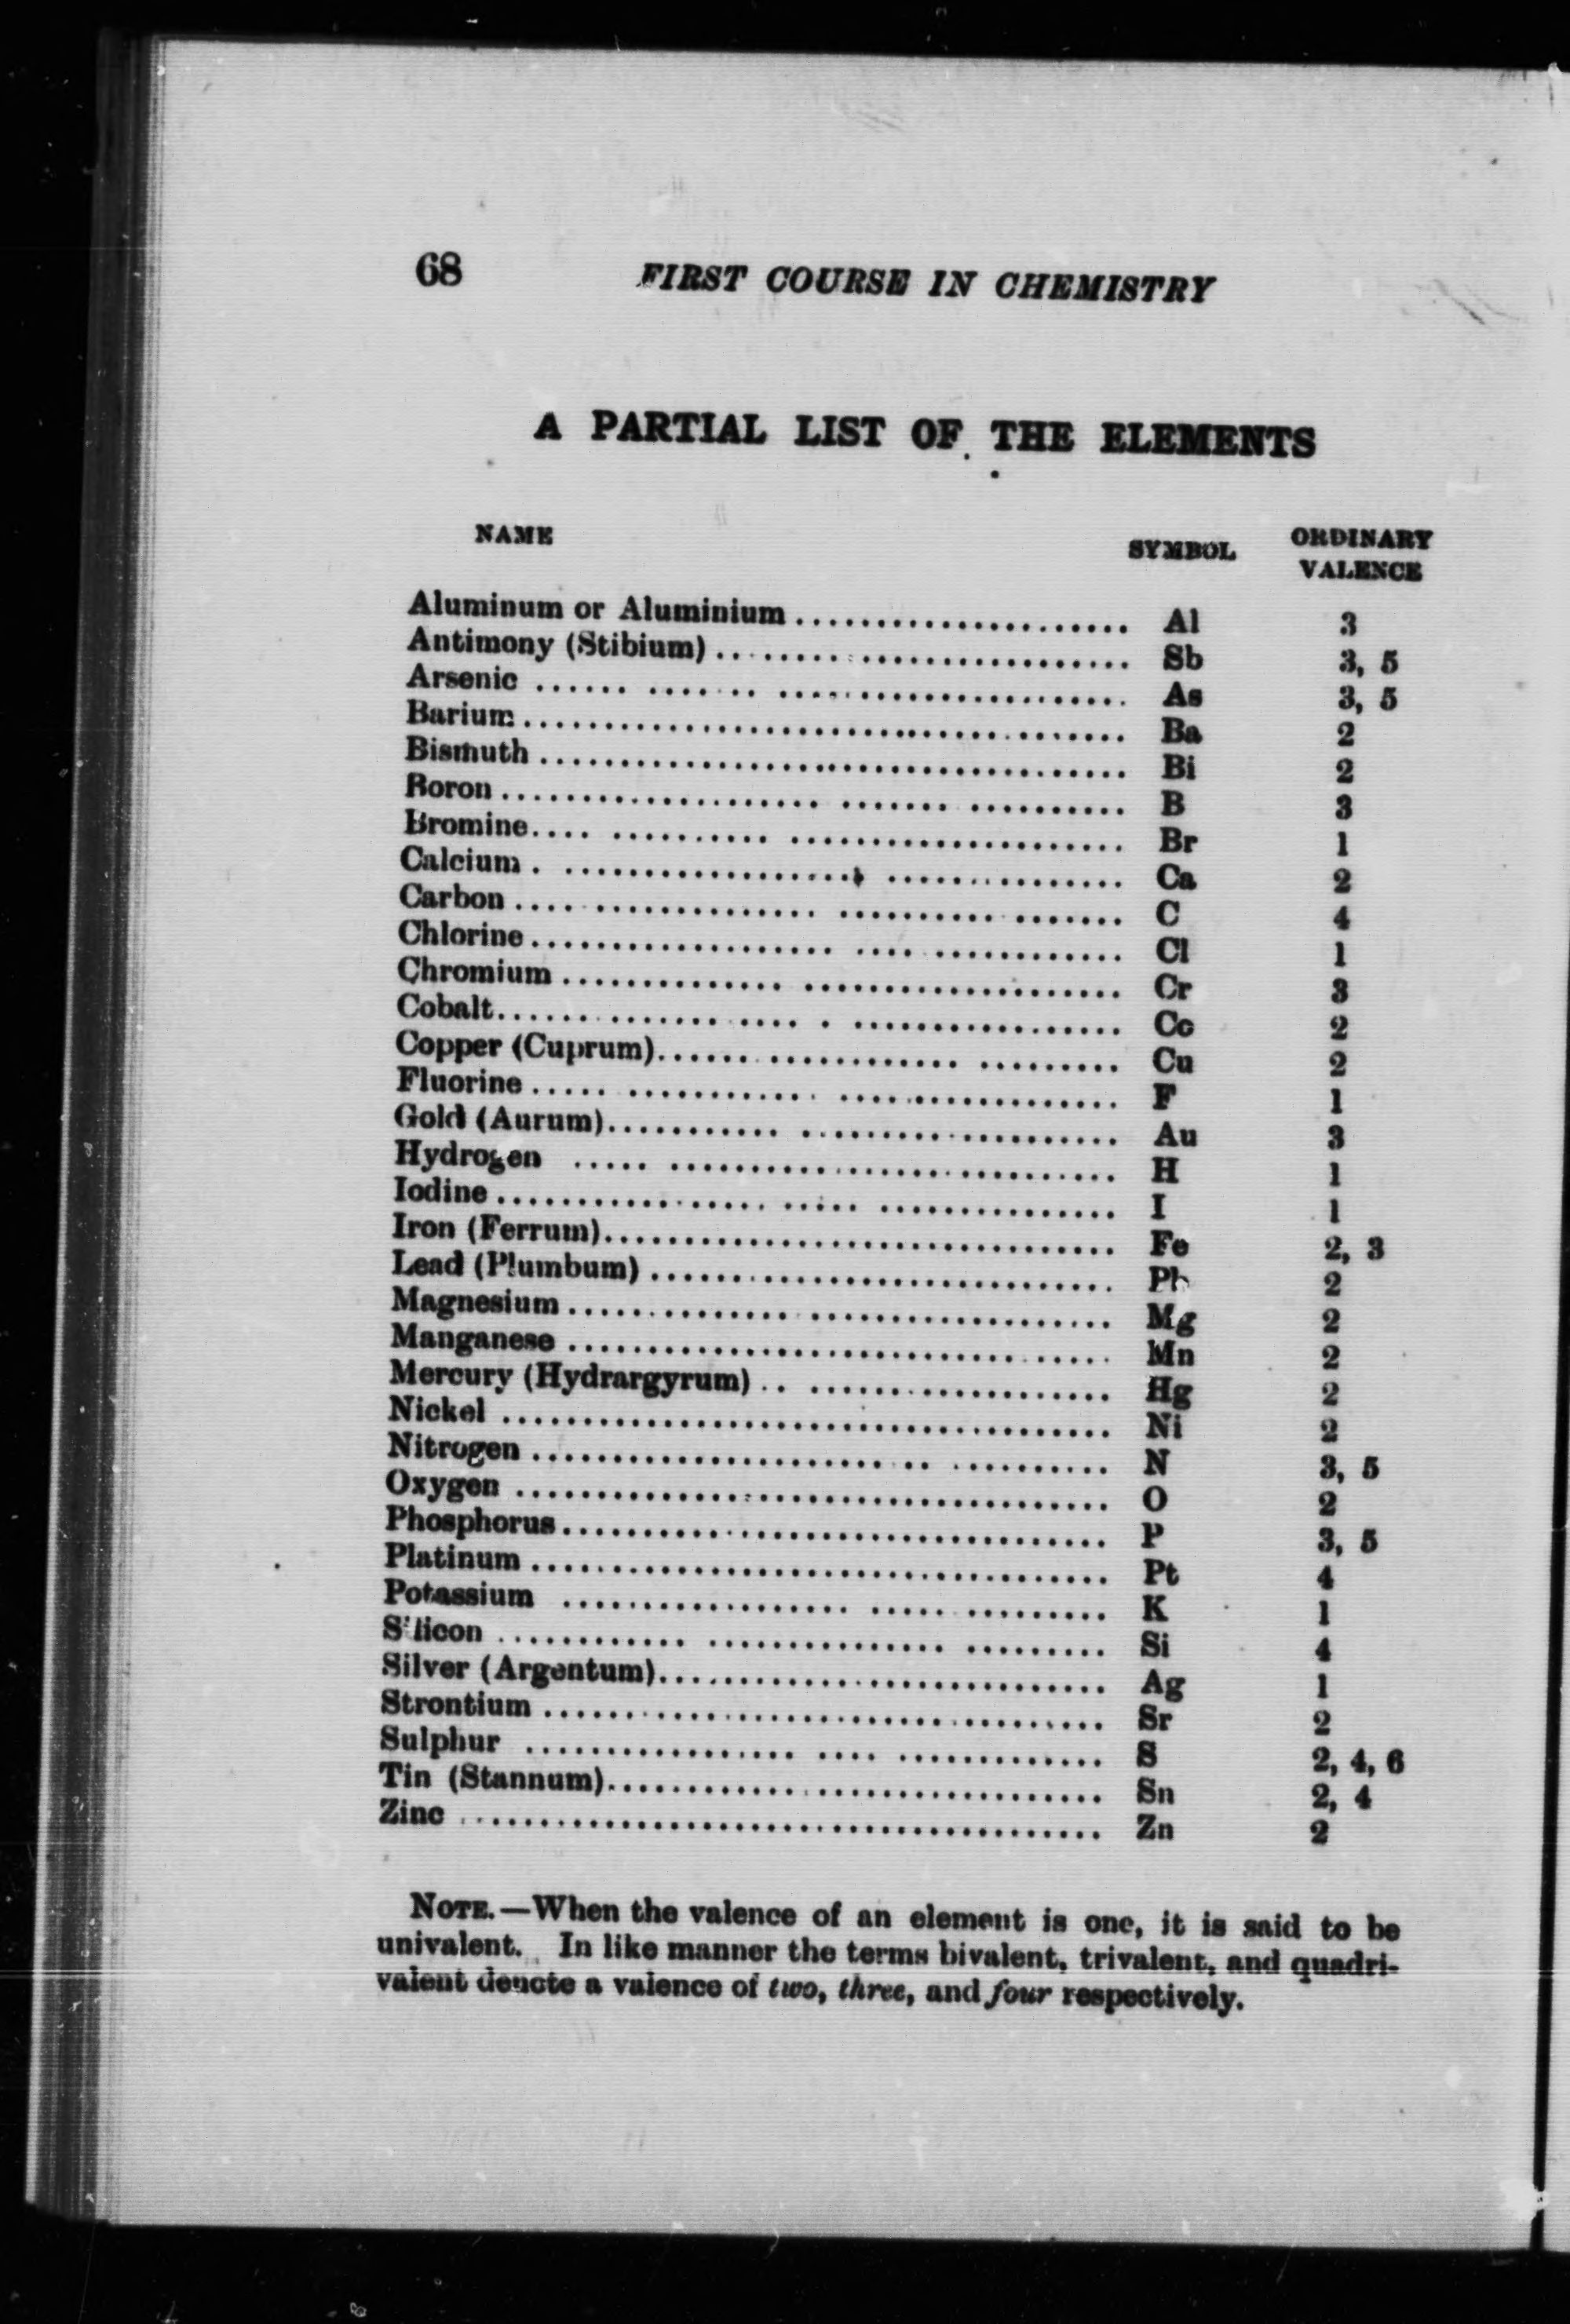 68 FIRST COURSE IN CHEMISTRY
A PARTIAL LIST OF THE ELEMENTS
NAME SYMBOL ORDINARY VALENCE
Aluminum or Aluminium Al 3
Antimony (Stibium) Sb 3, 5
Arsenic As 3, 5
Barium Ba 2
Bismuth Bi 2
Boron B 3
Bromine Br 1
Calcium Ca 2
Carbon C 4
Chlorine Cl 1
Chromium Cr 3
Cobalt Co 2
Copper (Cuprum) Cu 2
Fluorine F 1
Gold (Aurum) Au 3
Hydrogen H 1
Iodine I 1
Iron (Ferrum) Fe 2, 3
Lead (Plumbum) Pb 2
Magnesium Mg 2
Manganese Mn 2
Mercury (Hydrargyrum) Hg 2
Nickel Ni 2
Nitrogen N 3, 5
Oxygen O 2
Phosphorus P 3, 5
Platinum Pt 4
Potassium K 1
Silicon Si 4
Silver (Argentum) Ag 1
Strontium Sr 2
Sulphur S 2, 4, 6
Tin (Stannum) Sn 2, 4
Zinc Zn 2
NOTE.—When the valence of an element is one, it is said to be
univalent. In like manner the terms bivalent, trivalent, and quadri-
valent denote a valence of two, three, and four respectively.